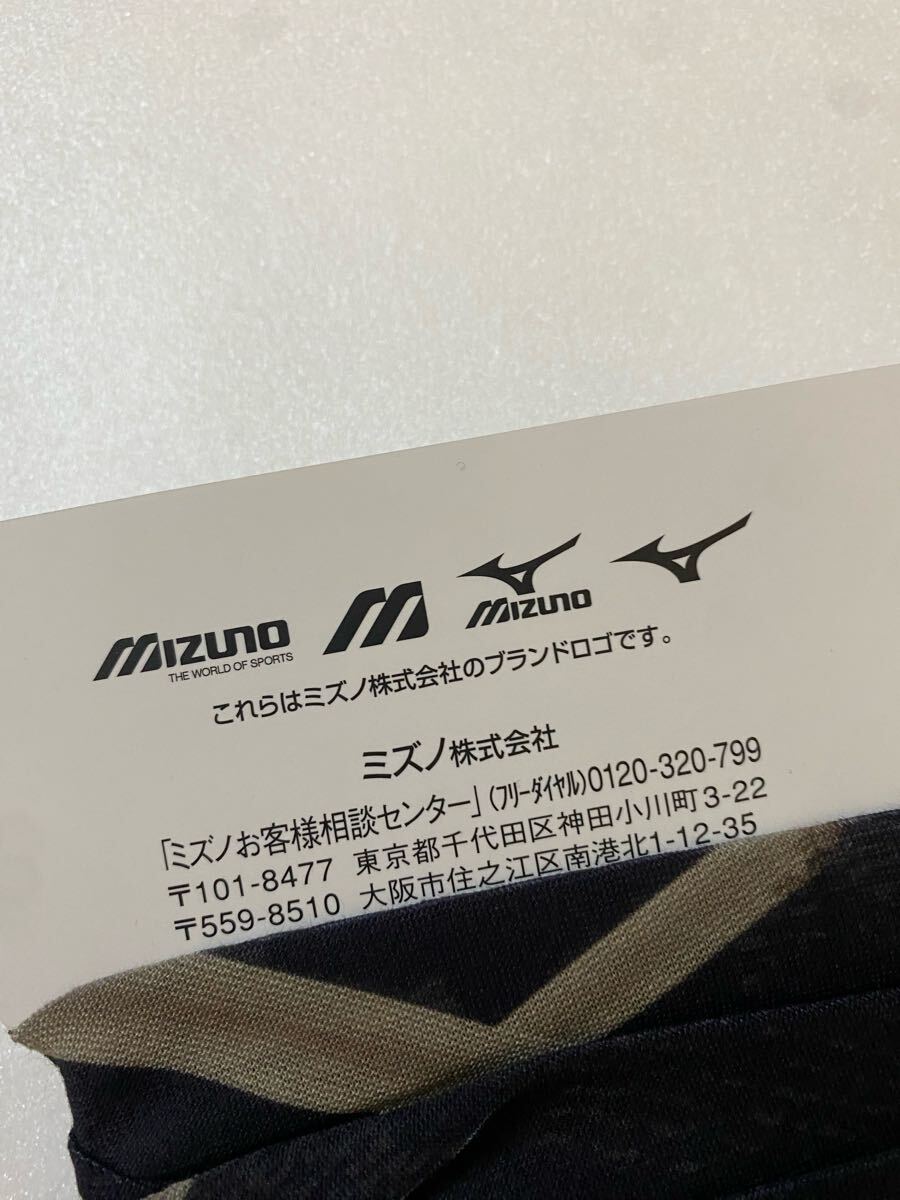 MIZUNO
THE WORLD OF SPORTS
M
MIZUNO
これらはミズノ株式会社のブランドロゴです。
ミズノ株式会社
「ミズノお客様相談センター」(フリーダイヤル)0120-320-799
〒101-8477 東京都千代田区神田小川町3-22
〒559-8510 大阪市住之江区南港北1-12-35